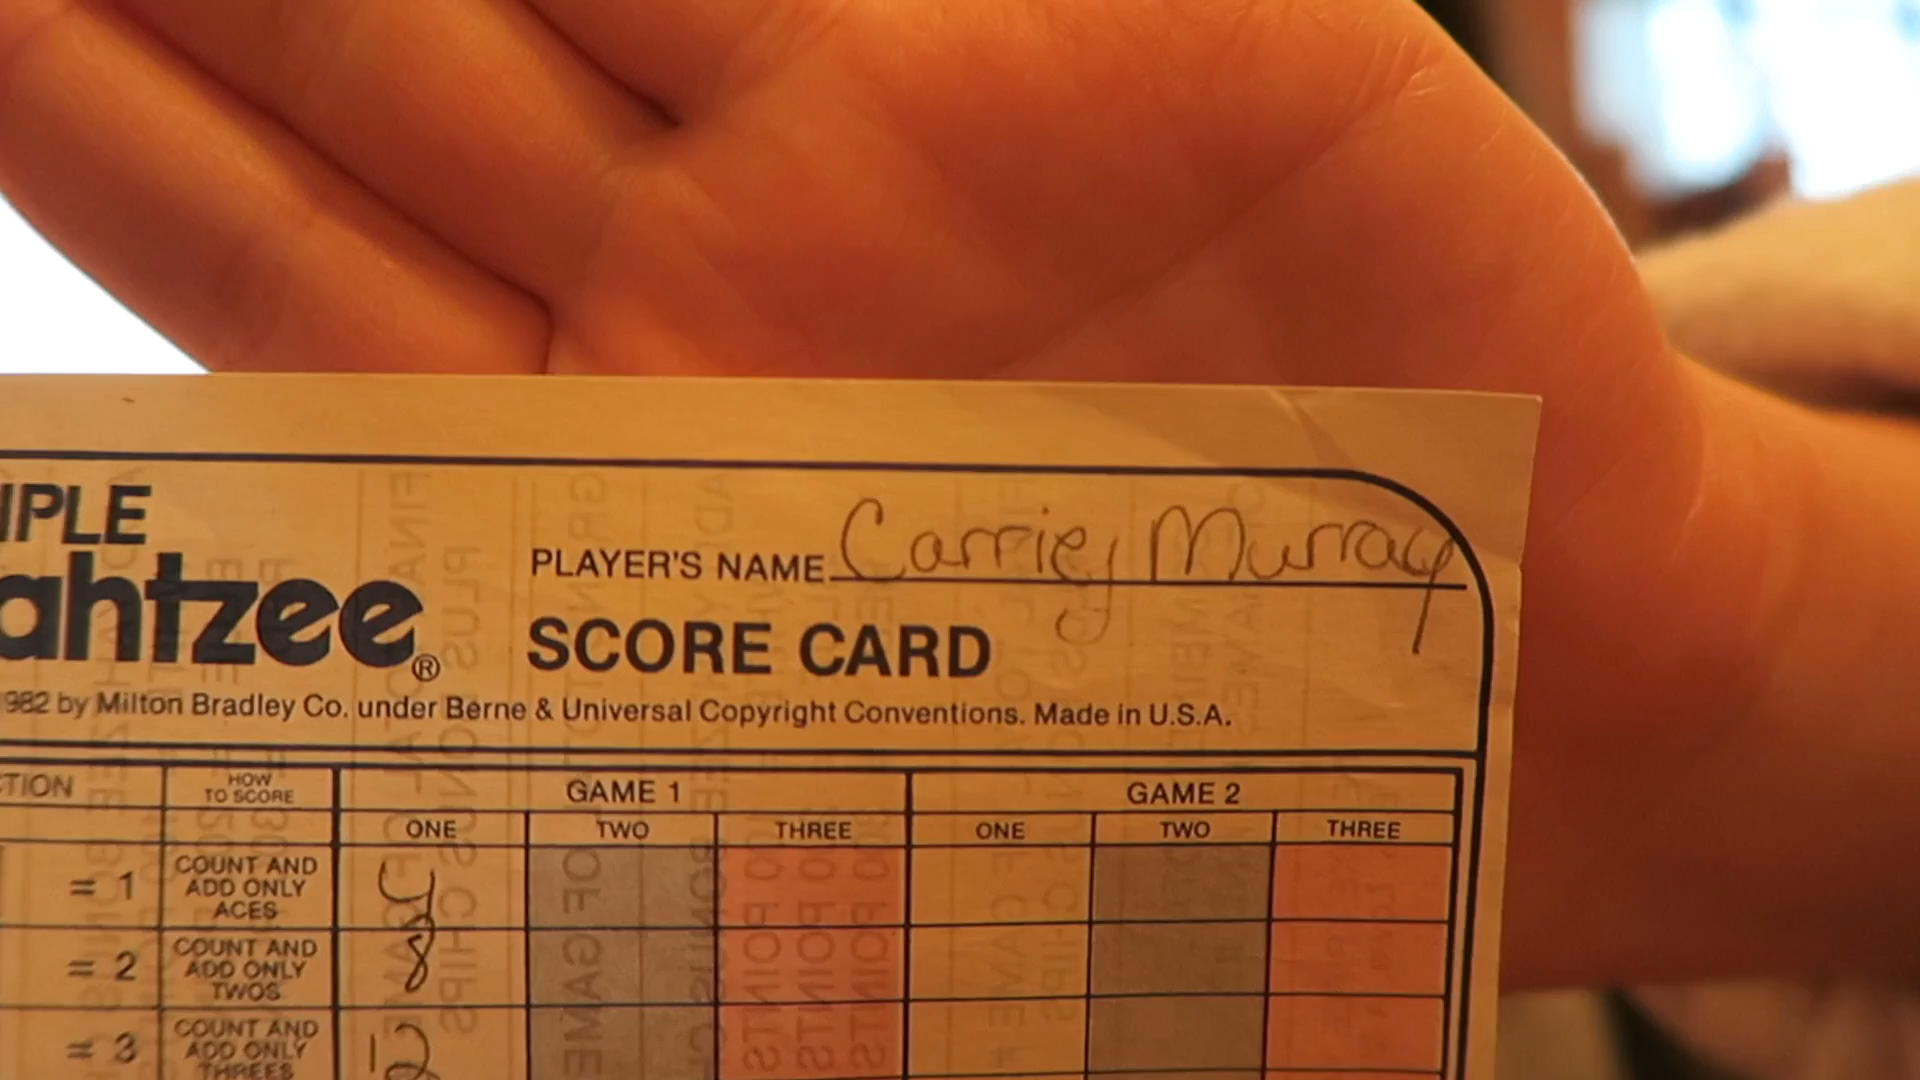 IPLE
ahtzee®
PLAYER'S NAME Carriey Murray
SCORE CARD
982 by Milton Bradley Co. under Berne & Universal Copyright Conventions. Made in U.S.A.
CTION HOW TO SCORE GAME 1 GAME 2
ONE TWO THREE ONE TWO THREE
= 1 COUNT AND ADD ONLY ACES
= 2 COUNT AND ADD ONLY TWOS 8
= 3 COUNT AND ADD ONLY THREES